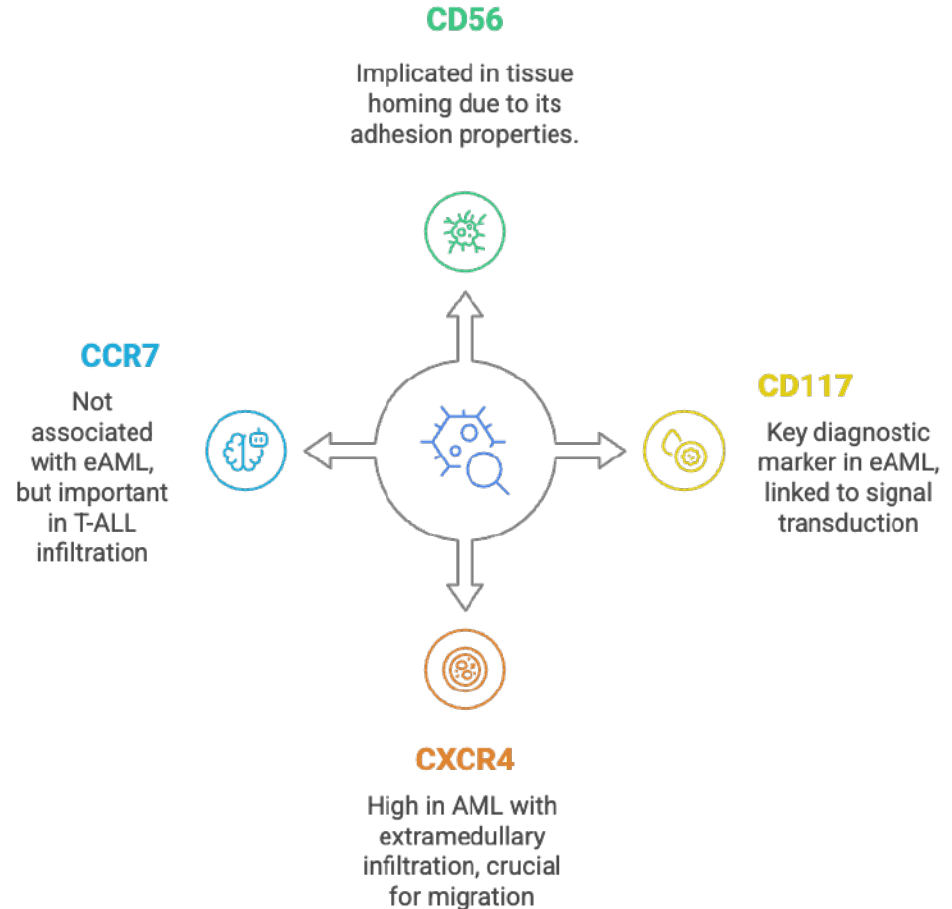 CD56
Implicated in tissue
homing due to its
adhesion properties.
CCR7
Not
associated
with eAML,
but important
in T-ALL
infiltration
CD117
Key diagnostic
marker in eAML,
linked to signal
transduction
CXCR4
High in AML with
extramedullary
infiltration, crucial
for migration